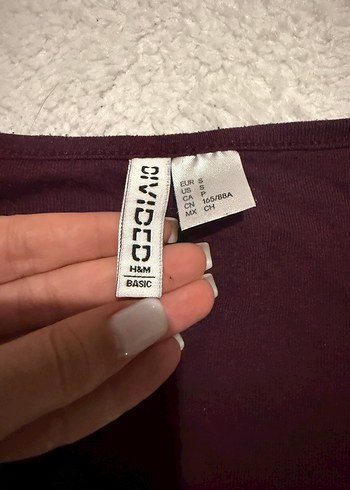 DIVIDED
H&M
BASIC
EUR S
US S
CA P
CN 165/88A
MX CH